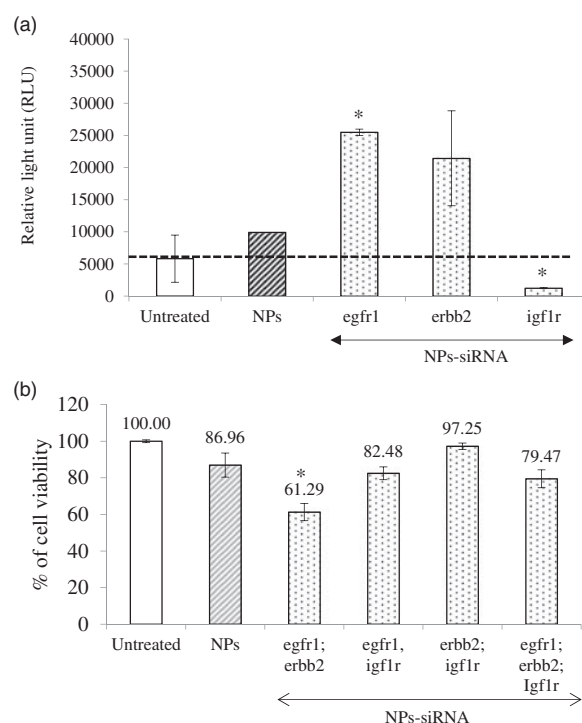 (a)
Relative light unit (RLU)
40000
35000
30000
25000
20000
15000
10000
5000
0
*
*
Untreated NPs egfr1 erbb2 igf1r
NPs-siRNA
(b)
% of cell viability
120
100
80
60
40
20
0
100.00
86.96
*
61.29
82.48
97.25
79.47
Untreated NPs egfr1; egfr1, erbb2; egfr1;
erbb2 igf1r igf1r erbb2;
Igf1r
NPs-siRNA